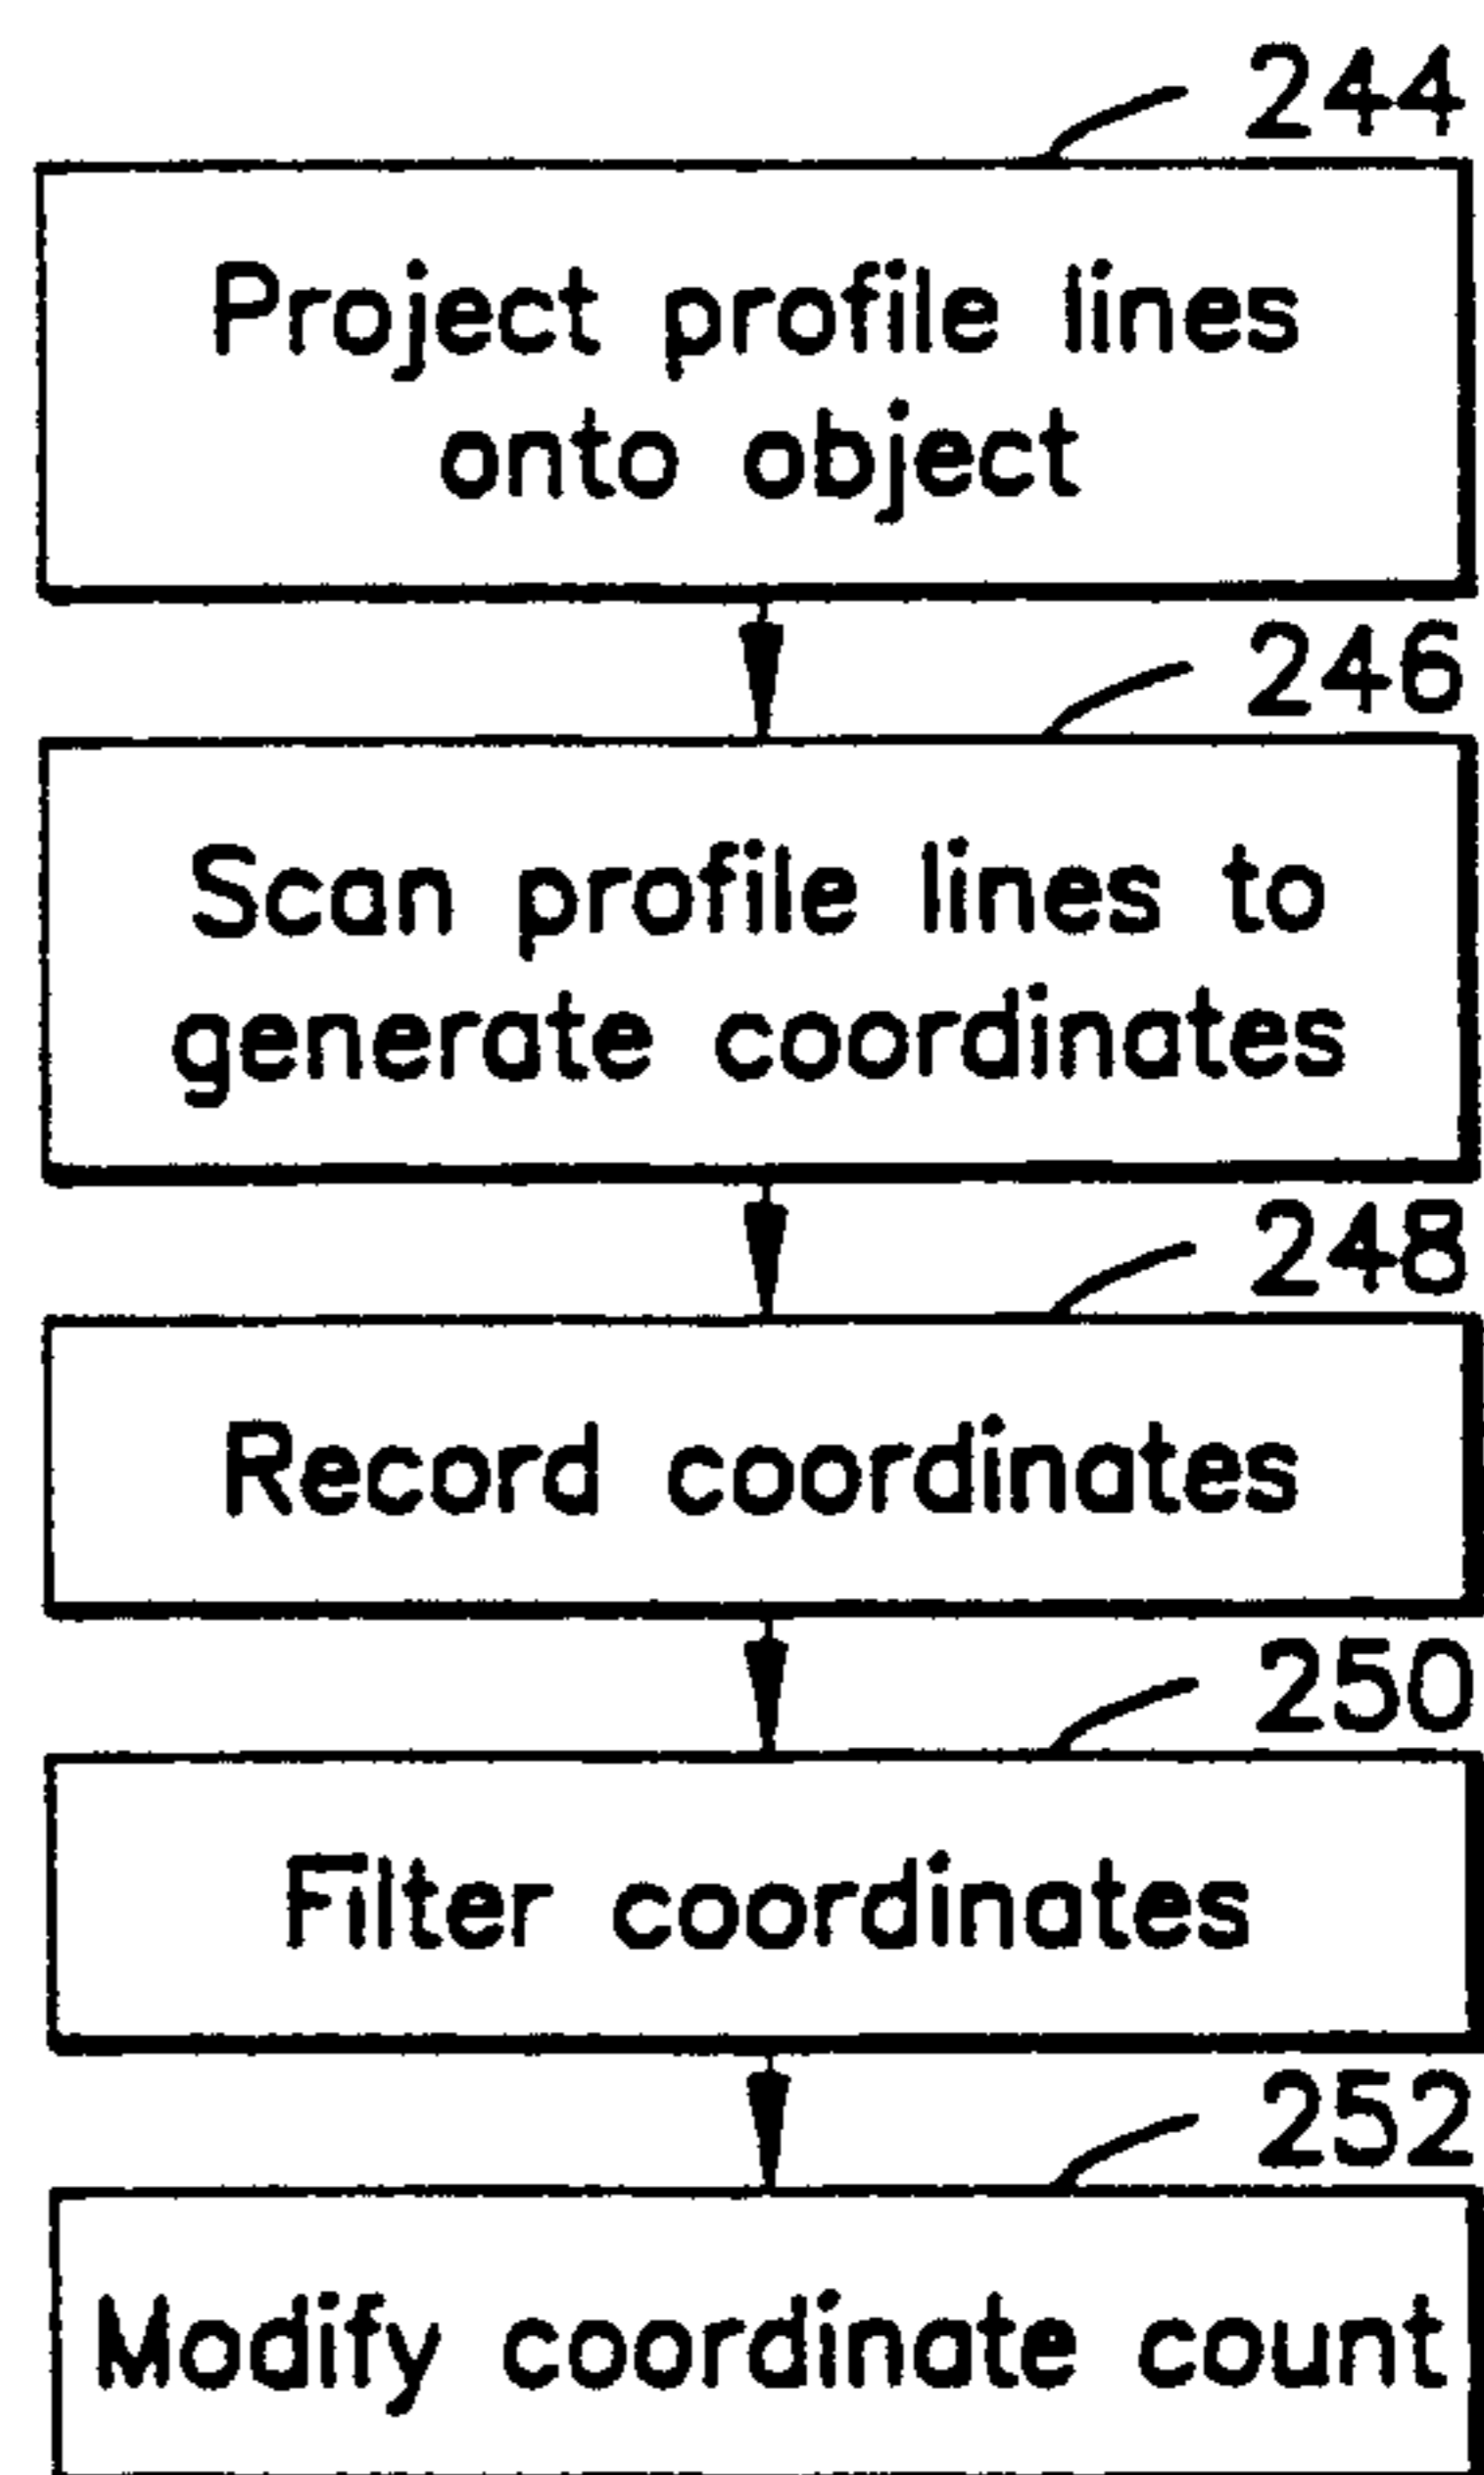 244
Project profile lines
onto object
246
Scan profile lines to
generate coordinates
248
Record coordinates
250
Filter coordinates
252
Modify coordinate count